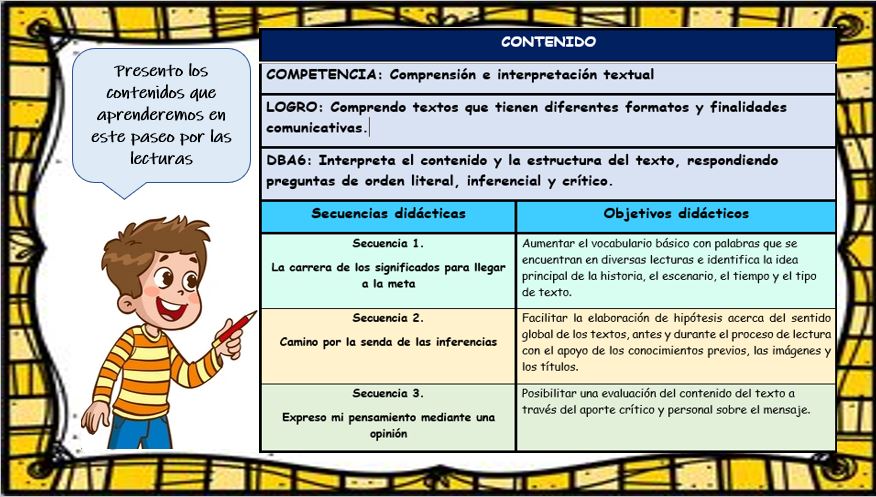 Presento los
contenidos que
aprenderemos en
este paseo por las
lecturas
CONTENIDO
COMPETENCIA: Comprensión e interpretación textual
LOGRO: Comprendo textos que tienen diferentes formatos y finalidades
comunicativas.
DBA6: Interpreta el contenido y la estructura del texto, respondiendo
preguntas de orden literal, inferencial y crítico.
Secuencias didácticas
Objetivos didácticos
Secuencia 1.
La carrera de los significados para llegar
a la meta
Aumentar el vocabulario básico con palabras que se
encuentran en diversas lecturas e identifica la idea
principal de la historia, el escenario, el tiempo y el tipo
de texto.
Secuencia 2.
Camino por la senda de las inferencias
Facilitar la elaboración de hipótesis acerca del sentido
global de los textos, antes y durante el proceso de lectura
con el apoyo de los conocimientos previos, las imágenes y
los títulos.
Secuencia 3.
Expreso mi pensamiento mediante una
opinión
Posibilitar una evaluación del contenido del texto a
través del aporte crítico y personal sobre el mensaje.